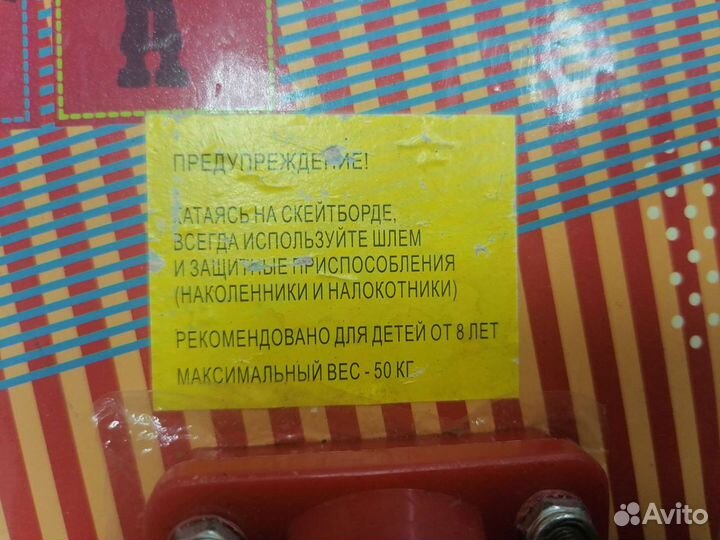 ПРЕДУПРЕЖДЕНИЕ!
КАТАЯСЬ НА СКЕЙТБОРДЕ,
ВСЕГДА ИСПОЛЬЗУЙТЕ ШЛЕМ
И ЗАЩИТНЫЕ ПРИСПОСОБЛЕНИЯ
(НАКОЛЕННИКИ И НАЛОКОТНИКИ)
РЕКОМЕНДОВАНО ДЛЯ ДЕТЕЙ ОТ 8 ЛЕТ
МАКСИМАЛЬНЫЙ ВЕС - 50 КГ
Avito